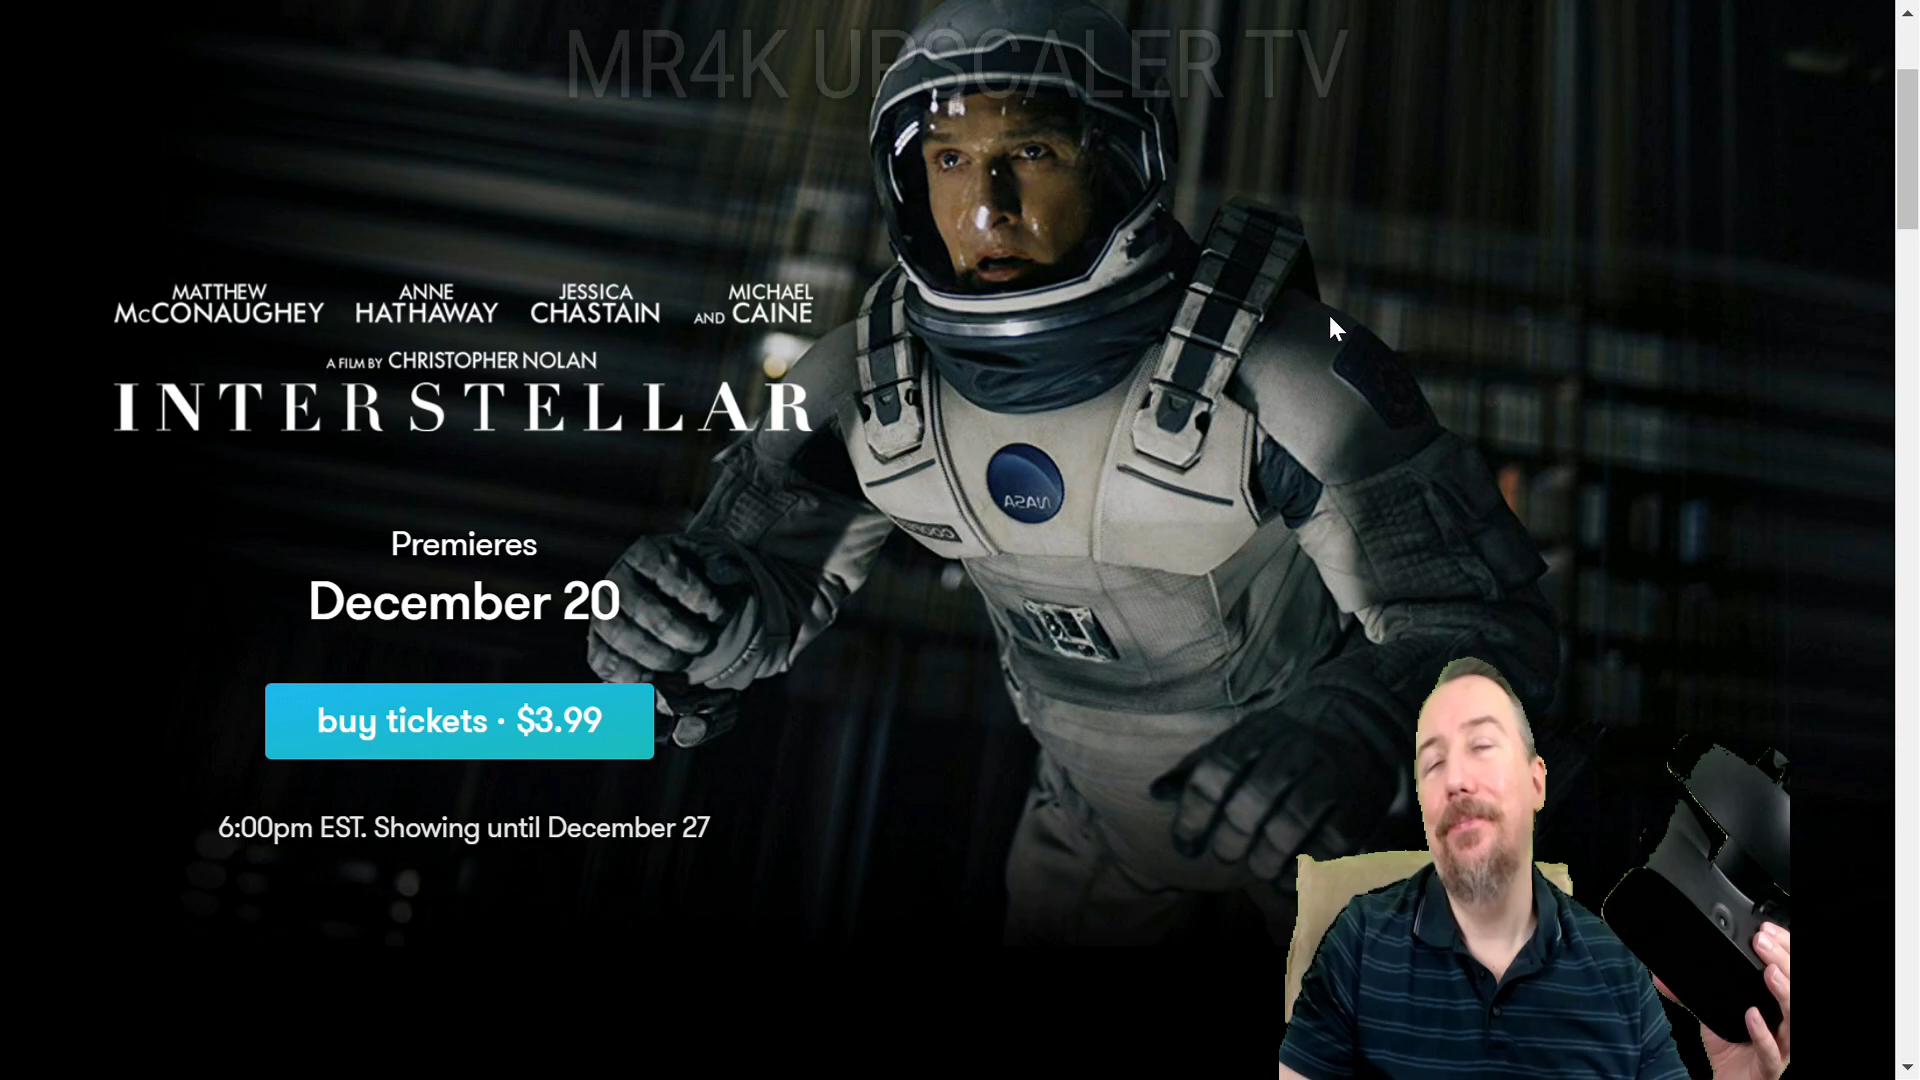 MR4K UPSCALER TV
MATTHEW ANNE JESSICA MICHAEL
McCONAUGHEY HATHAWAY CHASTAIN AND CAINE
A FILM BY CHRISTOPHER NOLAN
INTERSTELLAR
NASA
COOPER
Premieres
December 20
buy tickets · $3.99
6:00pm EST. Showing until December 27